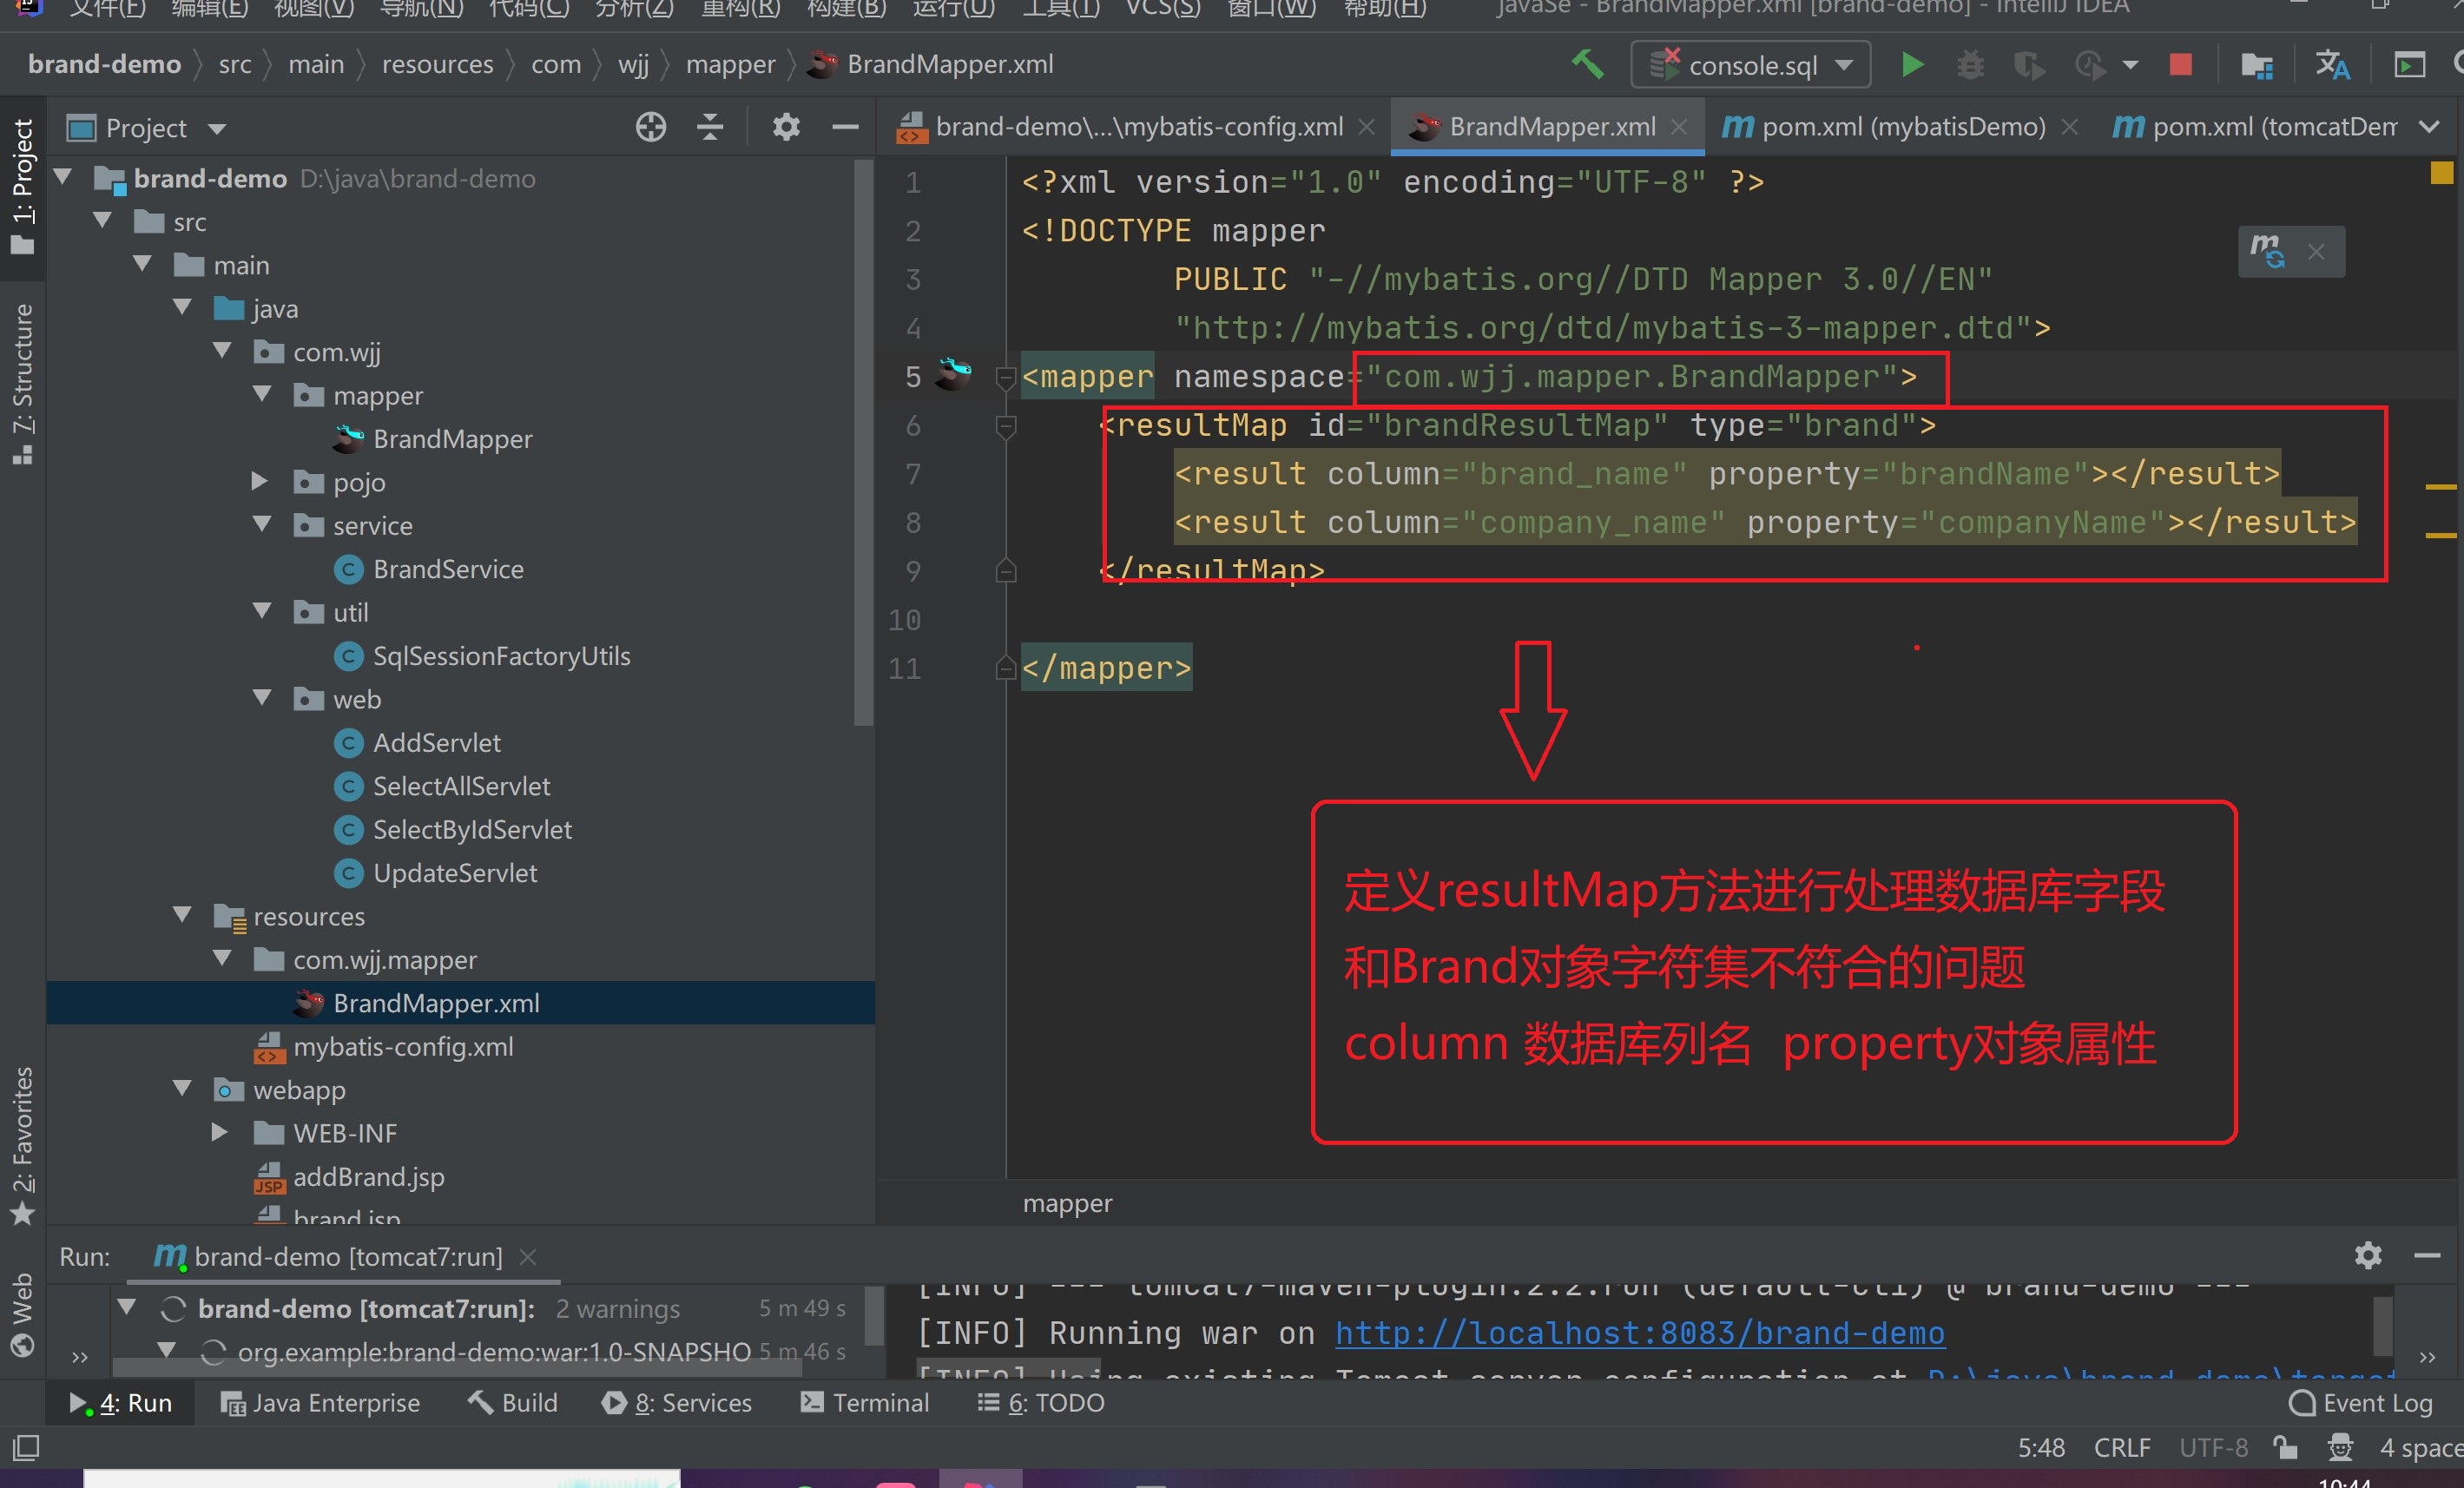 文件(F) 编辑(E) 视图(V) 导航(N) 代码(C) 分析(Z) 重构(R) 构建(B) 运行(U) 工具(T) VCS(S) 窗口(W) 帮助(H) JavaSe - BrandMapper.xml [brand-demo] - IntelliJ IDEA
brand-demo src main resources com wjj mapper BrandMapper.xml console.sql
1: Project
7: Structure
2: Favorites
Web
Project
brand-demo D:\java\brand-demo
src
main
java
com.wjj
mapper
BrandMapper
pojo
service
BrandService
util
SqlSessionFactoryUtils
web
AddServlet
SelectAllServlet
SelectByIdServlet
UpdateServlet
resources
com.wjj.mapper
BrandMapper.xml
mybatis-config.xml
webapp
WEB-INF
JSP addBrand.jsp
brand.jsp
brand-demo\...\mybatis-config.xml BrandMapper.xml pom.xml (mybatisDemo) pom.xml (tomcatDem
1 <?xml version="1.0" encoding="UTF-8" ?>
2 <!DOCTYPE mapper
3 PUBLIC "-//mybatis.org//DTD Mapper 3.0//EN"
4 "http://mybatis.org/dtd/mybatis-3-mapper.dtd">
5 <mapper namespace="com.wjj.mapper.BrandMapper">
6 <resultMap id="brandResultMap" type="brand">
7 <result column="brand_name" property="brandName"></result>
8 <result column="company_name" property="companyName"></result>
9 </resultMap>
10
11 </mapper>
定义resultMap方法进行处理数据库字段
和Brand对象字符集不符合的问题
column 数据库列名 property对象属性
mapper
Run: brand-demo [tomcat7:run]
brand-demo [tomcat7:run]: 2 warnings 5 m 49 s
org.example:brand-demo:war:1.0-SNAPSHO 5 m 46 s
[INFO] --- tomcat7-maven-plugin:2.2:run (default-cli) @ brand-demo ---
[INFO] Running war on http://localhost:8083/brand-demo
[INFO] Using existing Tomcat server configuration at D:\java\brand-demo\target
4: Run Java Enterprise Build 8: Services Terminal 6: TODO Event Log
5:48 CRLF UTF-8 4 space
10:44